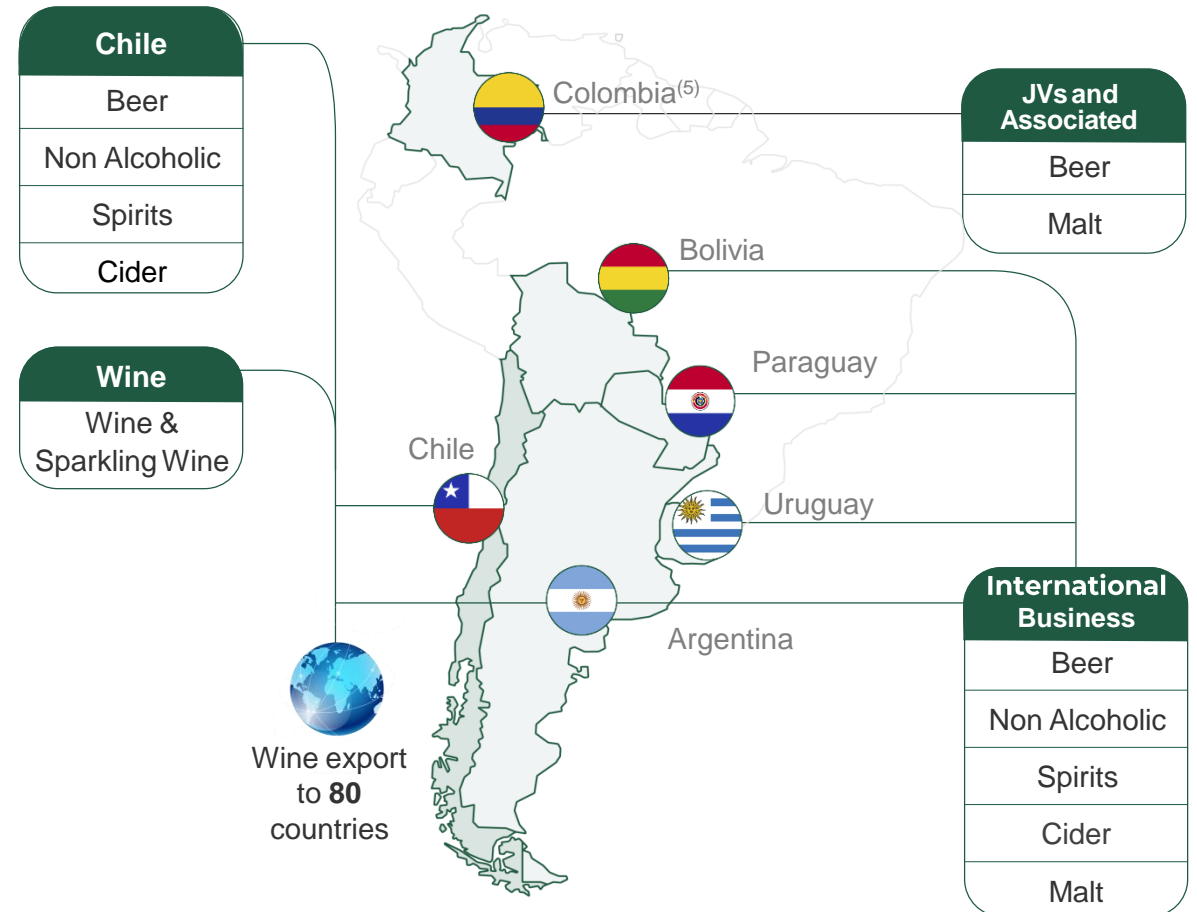 Chile
Beer
Non Alcoholic
Spirits
Cider
Wine
Wine &
Sparkling Wine
Colombia(5)
Bolivia
Paraguay
Chile
Uruguay
Argentina
Wine export
to 80
countries
JVs and
Associated
Beer
Malt
International
Business
Beer
Non Alcoholic
Spirits
Cider
Malt